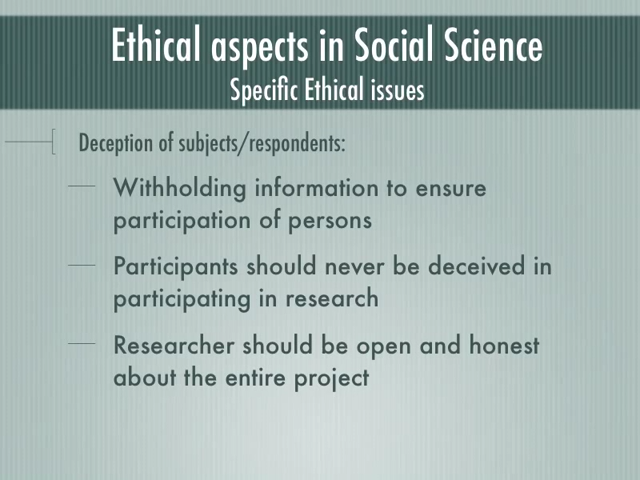 Ethical aspects in Social Science
Specific Ethical issues
Deception of subjects/respondents:
Withholding information to ensure
participation of persons
Participants should never be deceived in
participating in research
Researcher should be open and honest
about the entire project